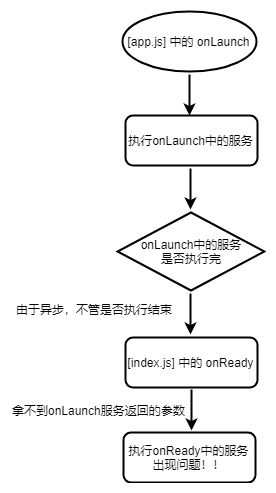 [app.js] 中的 onLaunch
执行onLaunch中的服务
onLaunch中的服务
是否执行完
由于异步，不管是否执行结束
[index.js] 中的 onReady
拿不到onLaunch服务返回的参数
执行onReady中的服务
出现问题！！